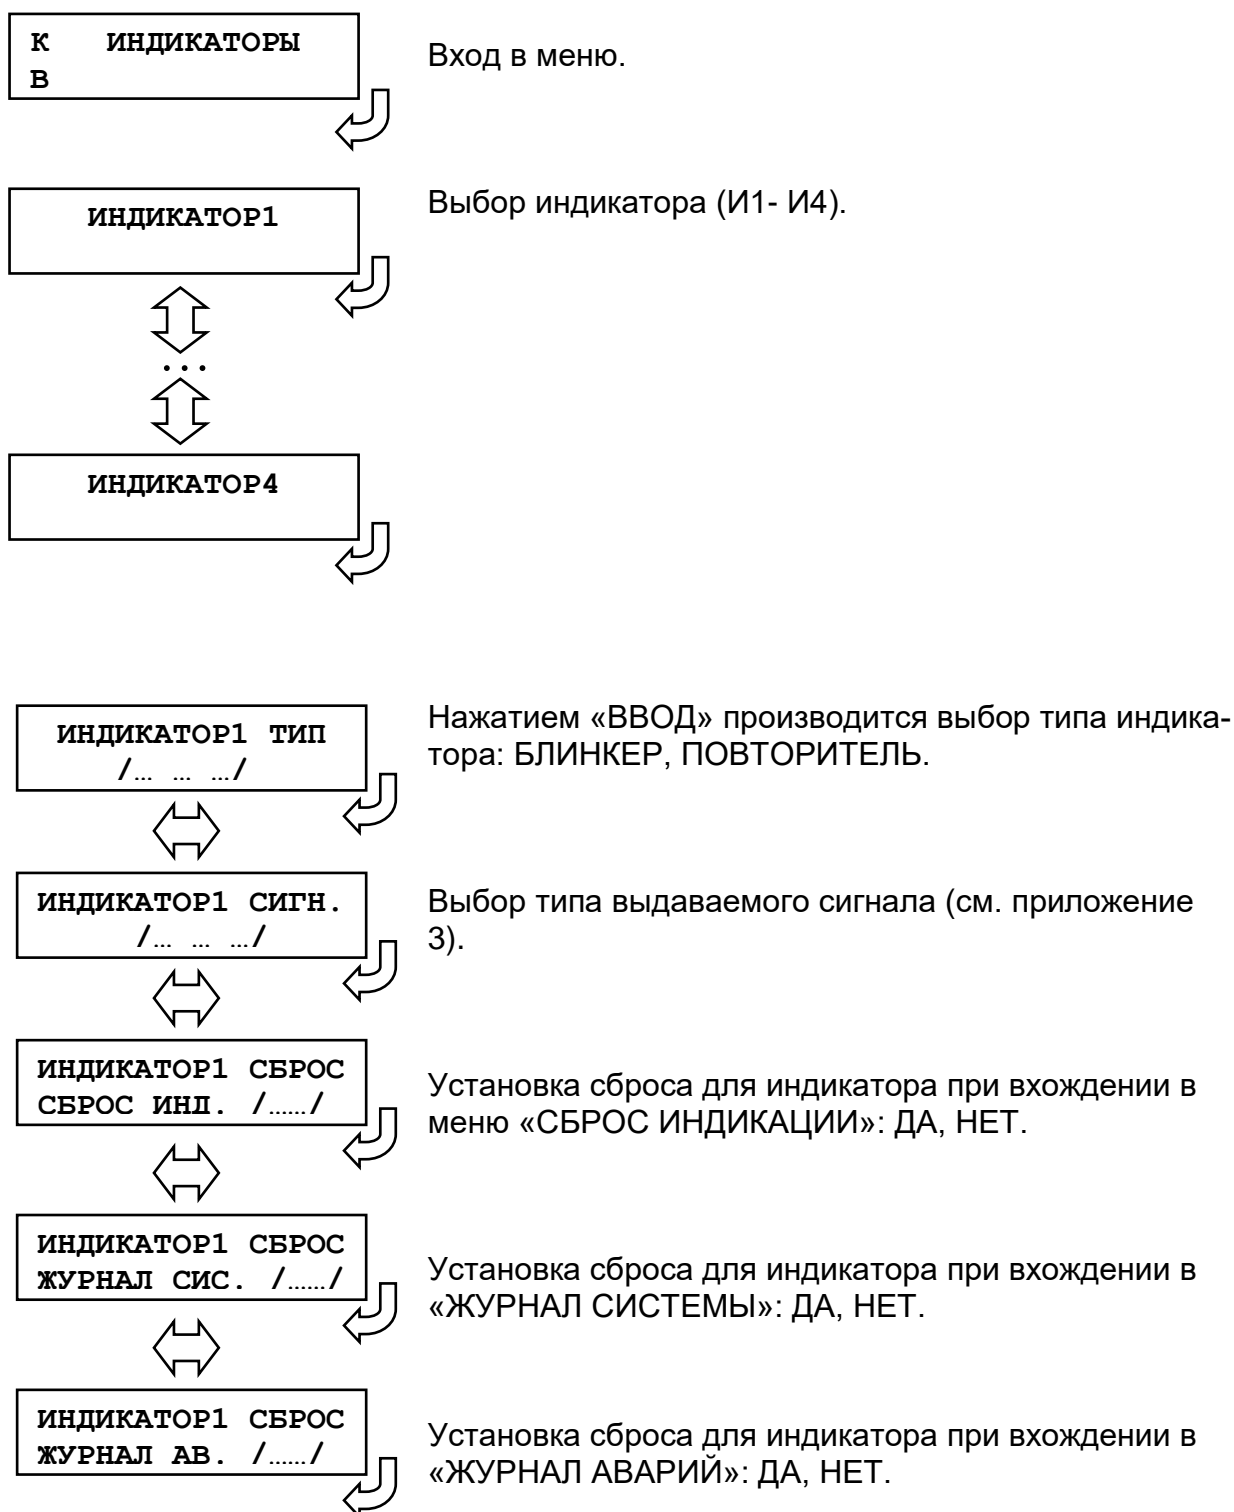 К ИНДИКАТОРЫ
В
Вход в меню.
ИНДИКАТОР1
Выбор индикатора (И1- И4).
...
ИНДИКАТОР4
ИНДИКАТОР1 ТИП
/… … …/
Нажатием «ВВОД» производится выбор типа индика-
тора: БЛИНКЕР, ПОВТОРИТЕЛЬ.
ИНДИКАТОР1 СИГН.
/… … …/
Выбор типа выдаваемого сигнала (см. приложение
3).
ИНДИКАТОР1 СБРОС
СБРОС ИНД. /……/
Установка сброса для индикатора при вхождении в
меню «СБРОС ИНДИКАЦИИ»: ДА, НЕТ.
ИНДИКАТОР1 СБРОС
ЖУРНАЛ СИС. /……/
Установка сброса для индикатора при вхождении в
«ЖУРНАЛ СИСТЕМЫ»: ДА, НЕТ.
ИНДИКАТОР1 СБРОС
ЖУРНАЛ АВ. /……/
Установка сброса для индикатора при вхождении в
«ЖУРНАЛ АВАРИЙ»: ДА, НЕТ.